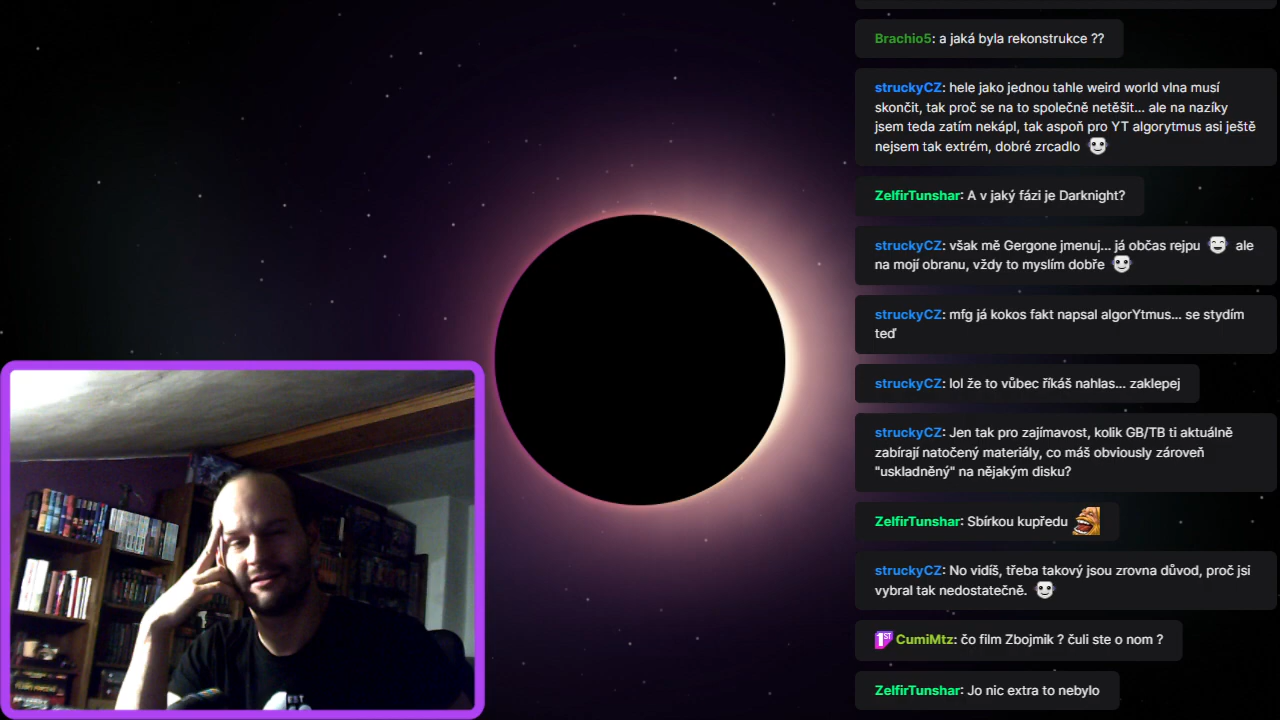 Brachio5: a jaká byla rekonstrukce ??
struckyCZ: hele jako jednou tahle weird world vlna musí
skončit, tak proč se na to společně netěšit... ale na nazíky
jsem teda zatím nekápl, tak aspoň pro YT algorytmus asi ještě
nejsem tak extrém, dobré zrcadlo
ZelfirTunshar: A v jaký fázi je Darknight?
struckyCZ: však mě Gergone jmenuj... já občas rejpu ale
na mojí obranu, vždy to myslím dobře
struckyCZ: mfg já kokos fakt napsal algorYtmus... se stydím
teď
struckyCZ: lol že to vůbec říkáš nahlas... zaklepej
struckyCZ: Jen tak pro zajímavost, kolik GB/TB ti aktuálně
zabírají natočený materiály, co máš obviously zároveň
"uskladněný" na nějakým disku?
ZelfirTunshar: Sbírkou kupředu
struckyCZ: No vidíš, třeba takový jsou zrovna důvod, proč jsi
vybral tak nedostatečně.
1ST CumiMtz: čo film Zbojmik ? čuli ste o nom ?
ZelfirTunshar: Jo nic extra to nebylo